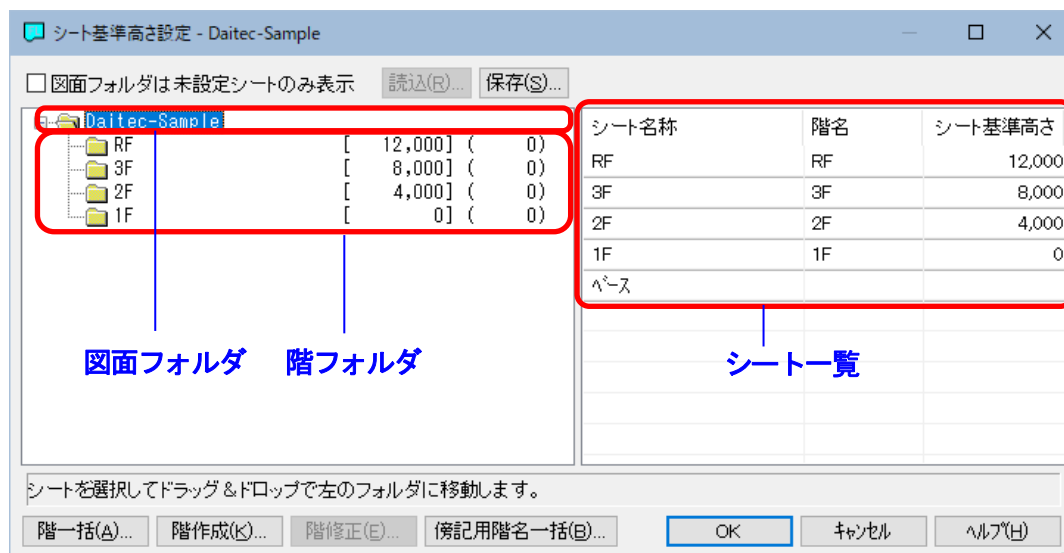 シート基準高さ設定 - Daitec-Sample
図面フォルダは未設定シートのみ表示 読込(R)... 保存(S)...
Daitec-Sample
RF [ 12,000] ( 0)
3F [ 8,000] ( 0)
2F [ 4,000] ( 0)
1F [ 0] ( 0)
シート名称 階名 シート基準高さ
RF RF 12,000
3F 3F 8,000
2F 2F 4,000
1F 1F 0
ﾍﾞｰｽ
図面フォルダ 階フォルダ シート一覧
シートを選択してドラッグ&ドロップで左のフォルダに移動します。
階一括(A)... 階作成(K)... 階修正(E)... 傍記用階名一括(B)... OK ｷｬﾝｾﾙ ﾍﾙﾌﾟ(H)